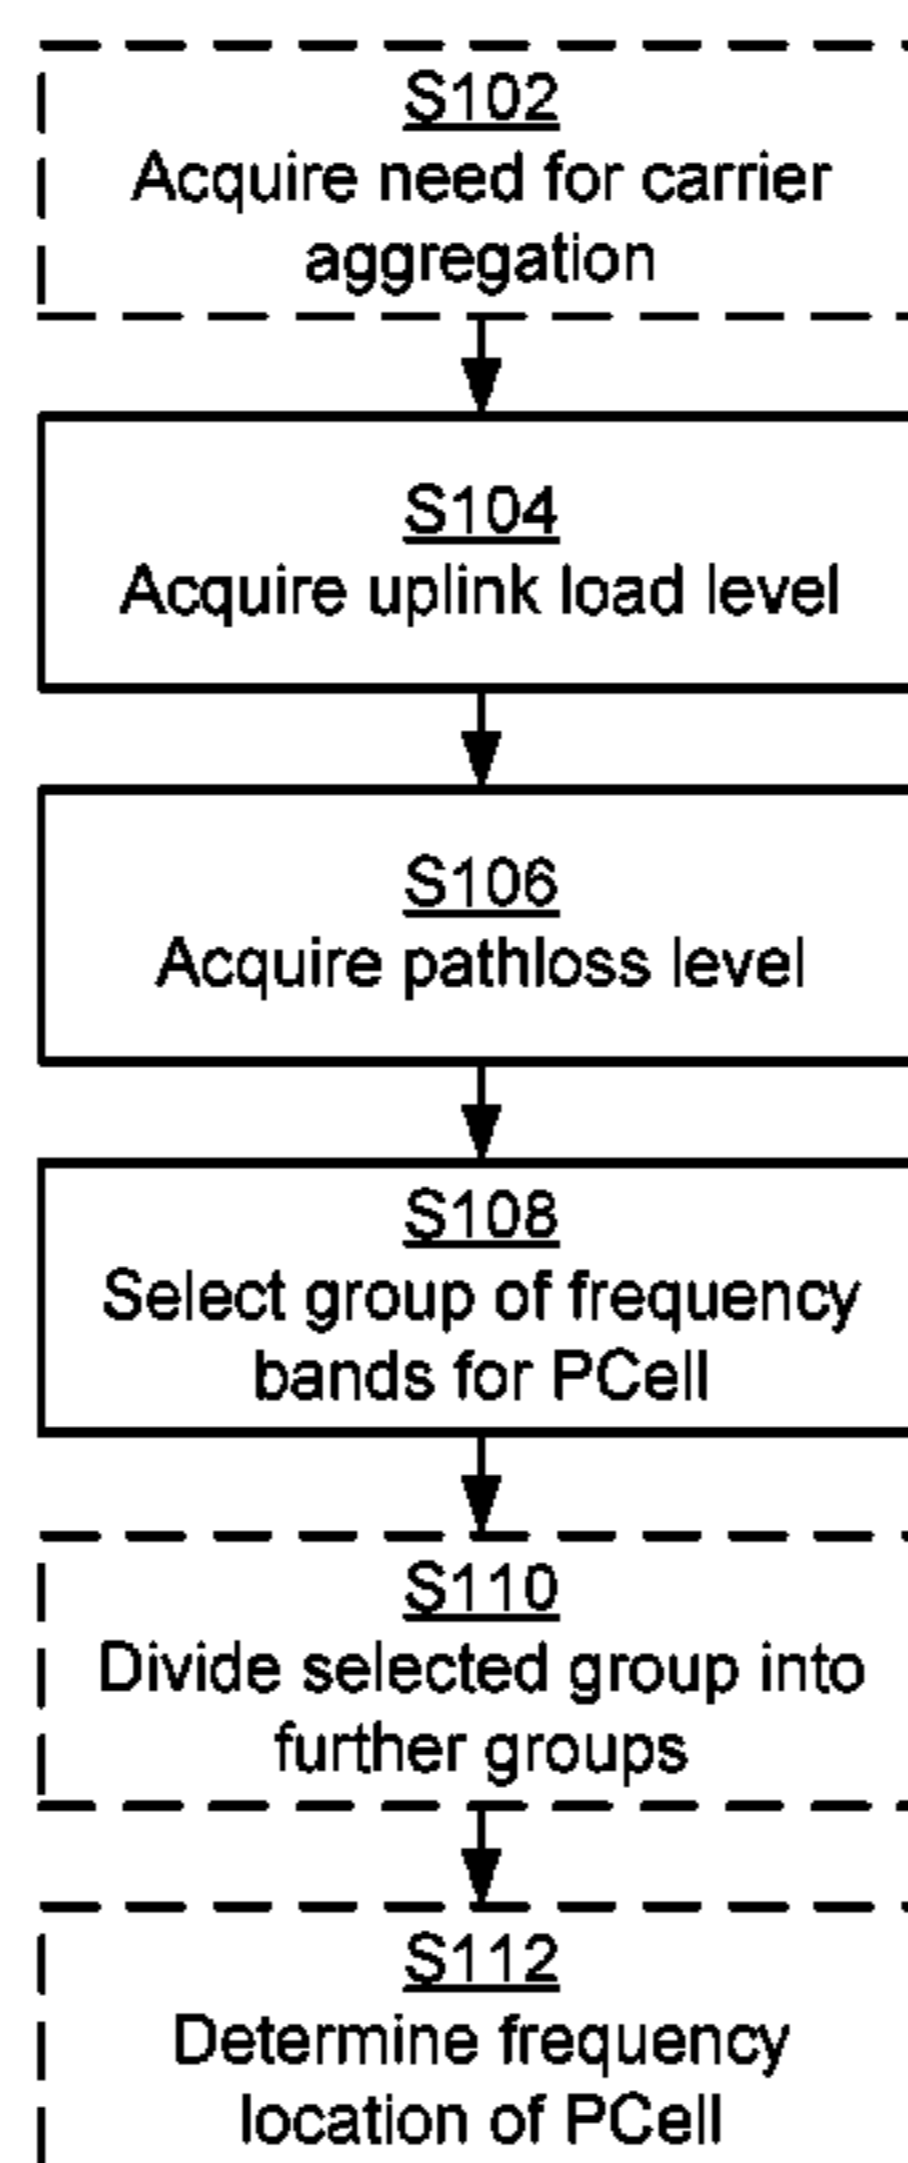 S102
Acquire need for carrier
aggregation
S104
Acquire uplink load level
S106
Acquire pathloss level
S108
Select group of frequency
bands for PCell
S110
Divide selected group into
further groups
S112
Determine frequency
location of PCell